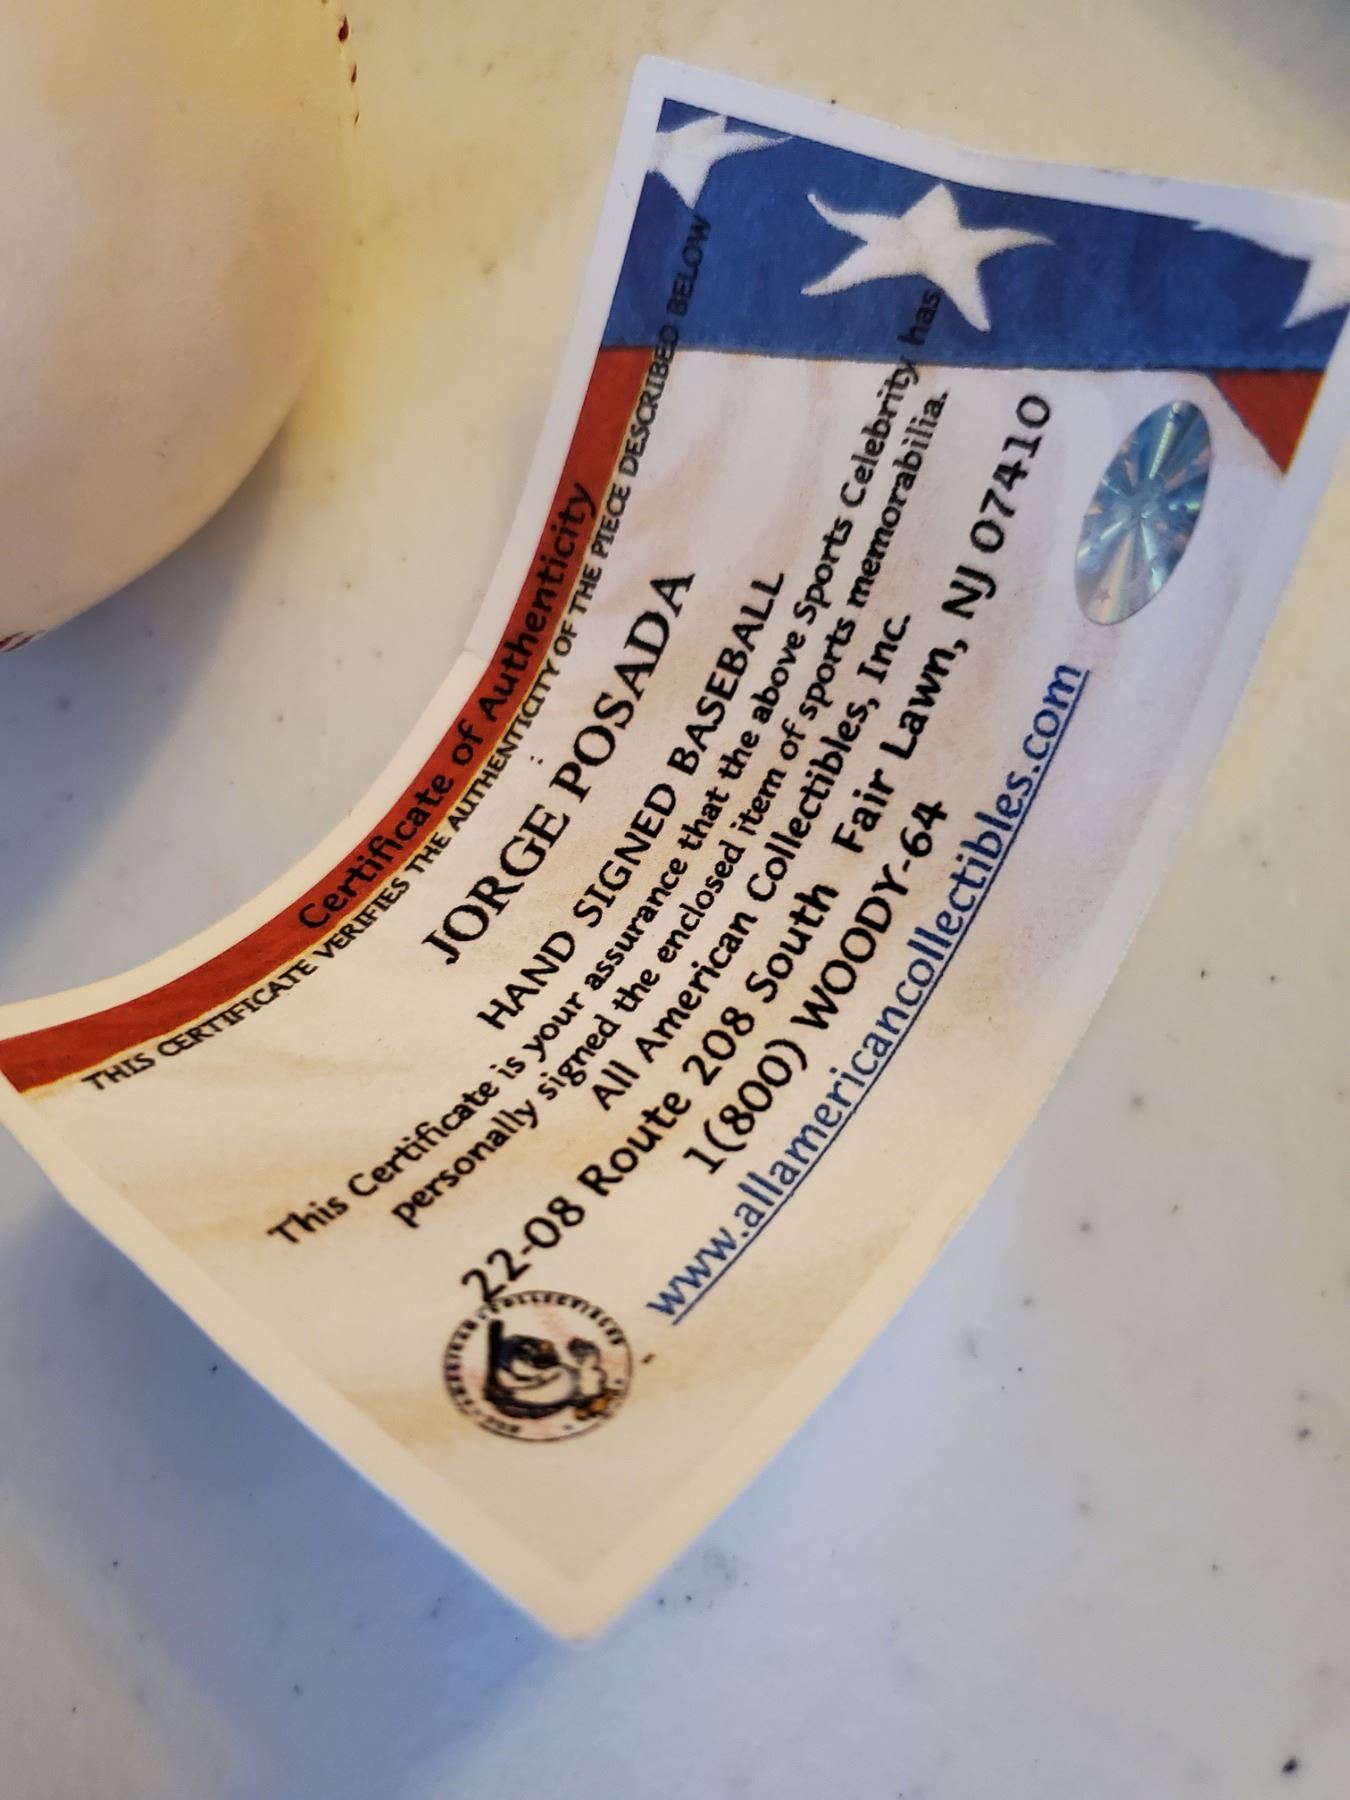 Certificate of Authenticity
THIS CERTIFICATE VERIFIES THE AUTHENTICITY OF THE PIECE DESCRIBED BELOW
JORGE POSADA
HAND SIGNED BASEBALL
This Certificate is your assurance that the above Sports Celebrity has
personally signed the enclosed item of sports memorabilia.
All American Collectibles, Inc.
22-08 Route 208 South Fair Lawn, NJ 07410
1(800) WOODY-64
www.allamericancollectibles.com